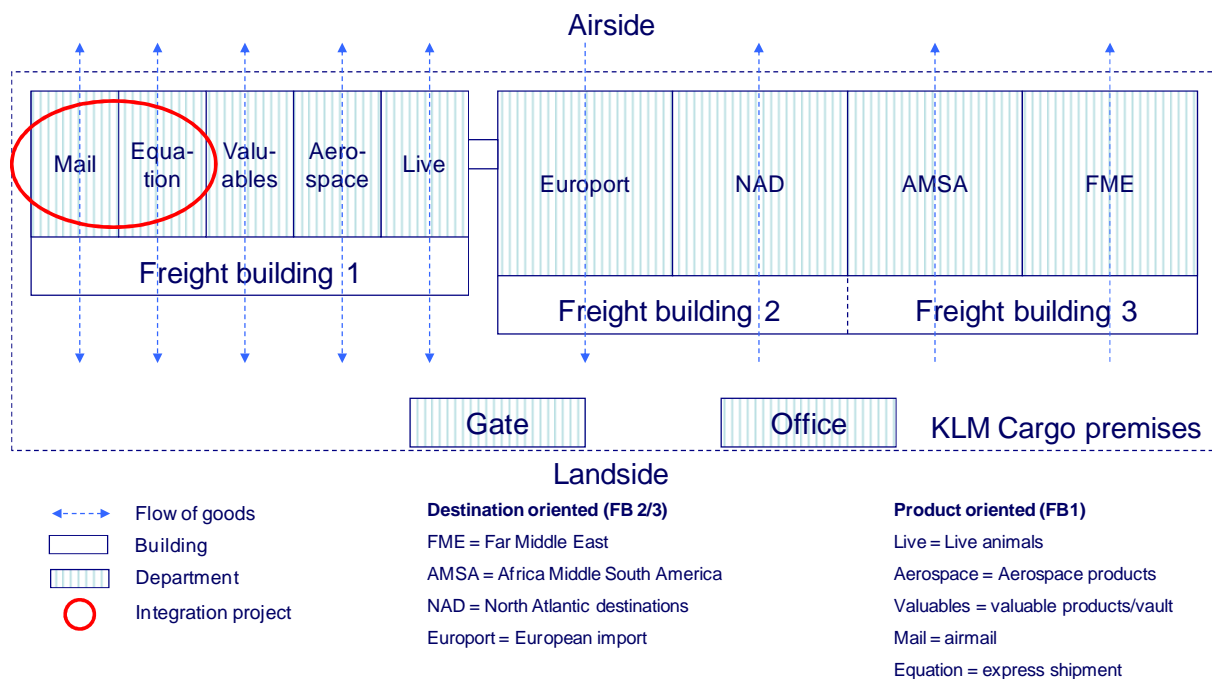 Airside
Mail
Equa-
tion
Valu-
ables
Aero-
space
Live
Europort
NAD
AMSA
FME
Freight building 1
Freight building 2
Freight building 3
Gate
Office
KLM Cargo premises
Landside
Flow of goods
Building
Department
Integration project
Destination oriented (FB 2/3)
FME = Far Middle East
AMSA = Africa Middle South America
NAD = North Atlantic destinations
Europort = European import
Product oriented (FB1)
Live = Live animals
Aerospace = Aerospace products
Valuables = valuable products/vault
Mail = airmail
Equation = express shipment